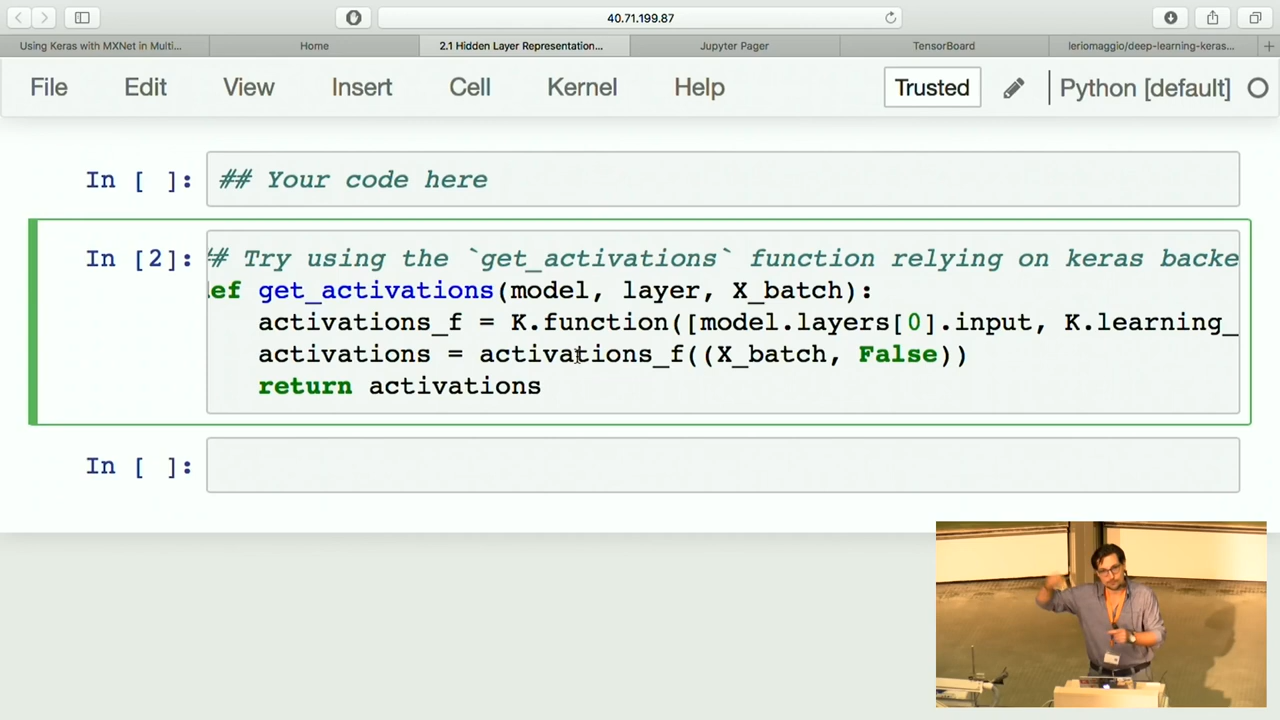 40.71.199.87
Using Keras with MXNet in Multi... Home 2.1 Hidden Layer Representation... Jupyter Pager TensorBoard leriomaggio/deep-learning-keras... +
File Edit View Insert Cell Kernel Help Trusted Python [default]
In [ ]: ## Your code here
In [2]: ## Try using the `get_activations` function relying on keras backe
ef get_activations(model, layer, X_batch):
activations_f = K.function([model.layers[0].input, K.learning_
activations = activations_f((X_batch, False))
return activations
In [ ]: